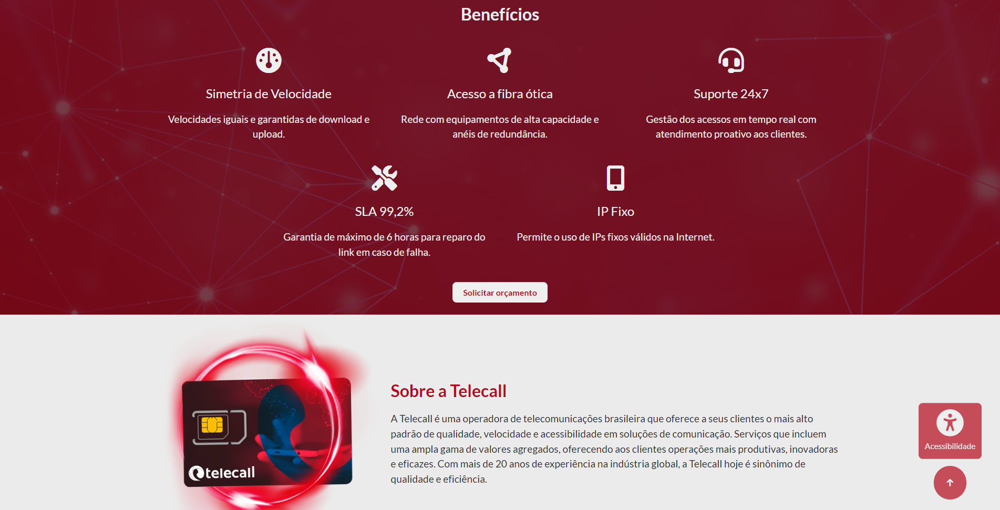 Benefícios
Simetria de Velocidade
Velocidades iguais e garantidas de download e
upload.
Acesso a fibra ótica
Rede com equipamentos de alta capacidade e
anéis de redundância.
Suporte 24x7
Gestão dos acessos em tempo real com
atendimento proativo aos clientes.
SLA 99,2%
Garantia de máximo de 6 horas para reparo do
link em caso de falha.
IP Fixo
Permite o uso de IPs fixos válidos na Internet.
Solicitar orçamento
telecall
Sobre a Telecall
A Telecall é uma operadora de telecomunicações brasileira que oferece a seus clientes o mais alto
padrão de qualidade, velocidade e acessibilidade em soluções de comunicação. Serviços que incluem
uma ampla gama de valores agregados, oferecendo aos clientes operações mais produtivas, inovadoras
e eficazes. Com mais de 20 anos de experiência na indústria global, a Telecall hoje é sinônimo de
qualidade e eficiência.
Acessibilidade